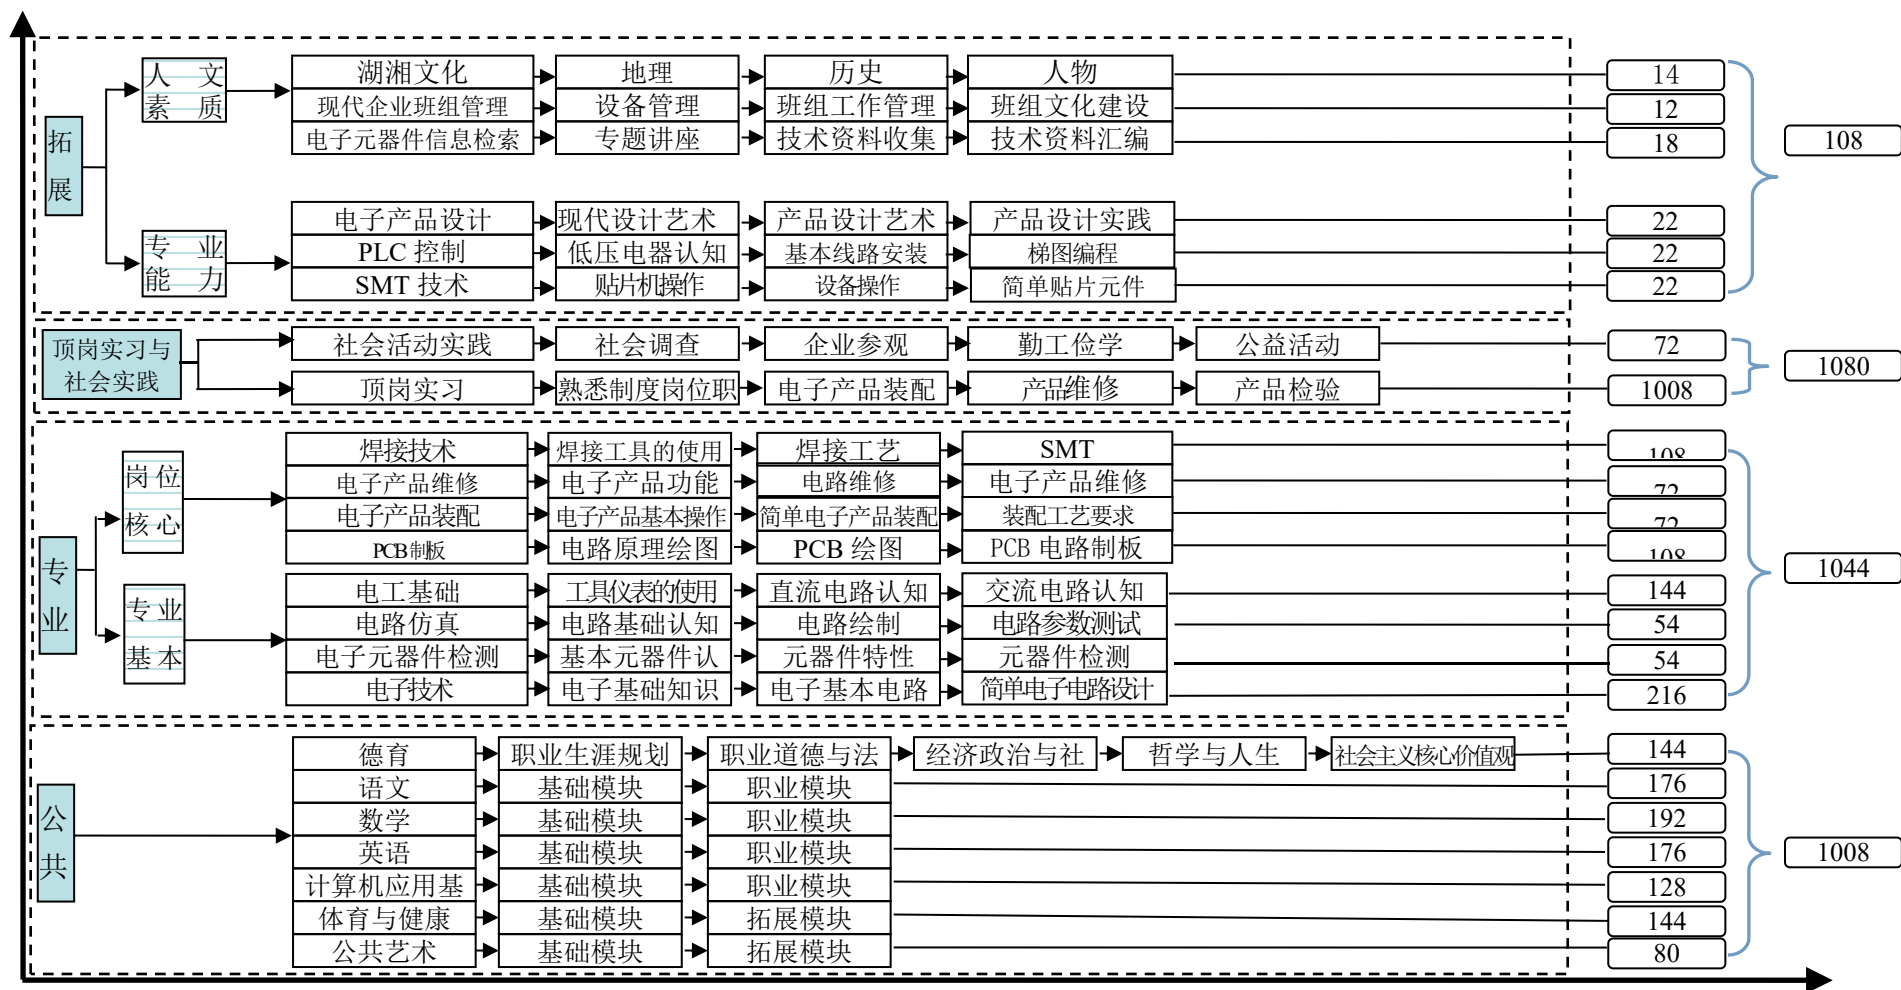 人 文
素 质
湖湘文化
地理
历史
人物
14
现代企业班组管理
设备管理
班组工作管理
班组文化建设
12
电子元器件信息检索
专题讲座
技术资料收集
技术资料汇编
18
108
拓
展
专 业
能 力
电子产品设计
现代设计艺术
产品设计艺术
产品设计实践
22
PLC 控制
低压电器认知
基本线路安装
梯图编程
22
SMT 技术
贴片机操作
设备操作
简单贴片元件
22
顶岗实习与
社会实践
社会活动实践
社会调查
企业参观
勤工俭学
公益活动
72
顶岗实习
熟悉制度岗位职
电子产品装配
产品维修
产品检验
1008
1080
岗 位
核 心
焊接技术
焊接工具的使用
焊接工艺
SMT
108
电子产品维修
电子产品功能
电路维修
电子产品维修
72
电子产品装配
电子产品基本操作
简单电子产品装配
装配工艺要求
72
PCB 制板
电路原理绘图
PCB 绘图
PCB 电路制板
108
专
业
1044
专 业
基 本
电工基础
工具仪表的使用
直流电路认知
交流电路认知
144
电路仿真
电路基础认知
电路绘制
电路参数测试
54
电子元器件检测
基本元器件认
元器件特性
元器件检测
54
电子技术
电子基础知识
电子基本电路
简单电子电路设计
216
公
共
德育
职业生涯规划
职业道德与法
经济政治与社
哲学与人生
社会主义核心价值观
144
语文
基础模块
职业模块
176
数学
基础模块
职业模块
192
英语
基础模块
职业模块
176
1008
计算机应用基
基础模块
职业模块
128
体育与健康
基础模块
拓展模块
144
公共艺术
基础模块
拓展模块
80